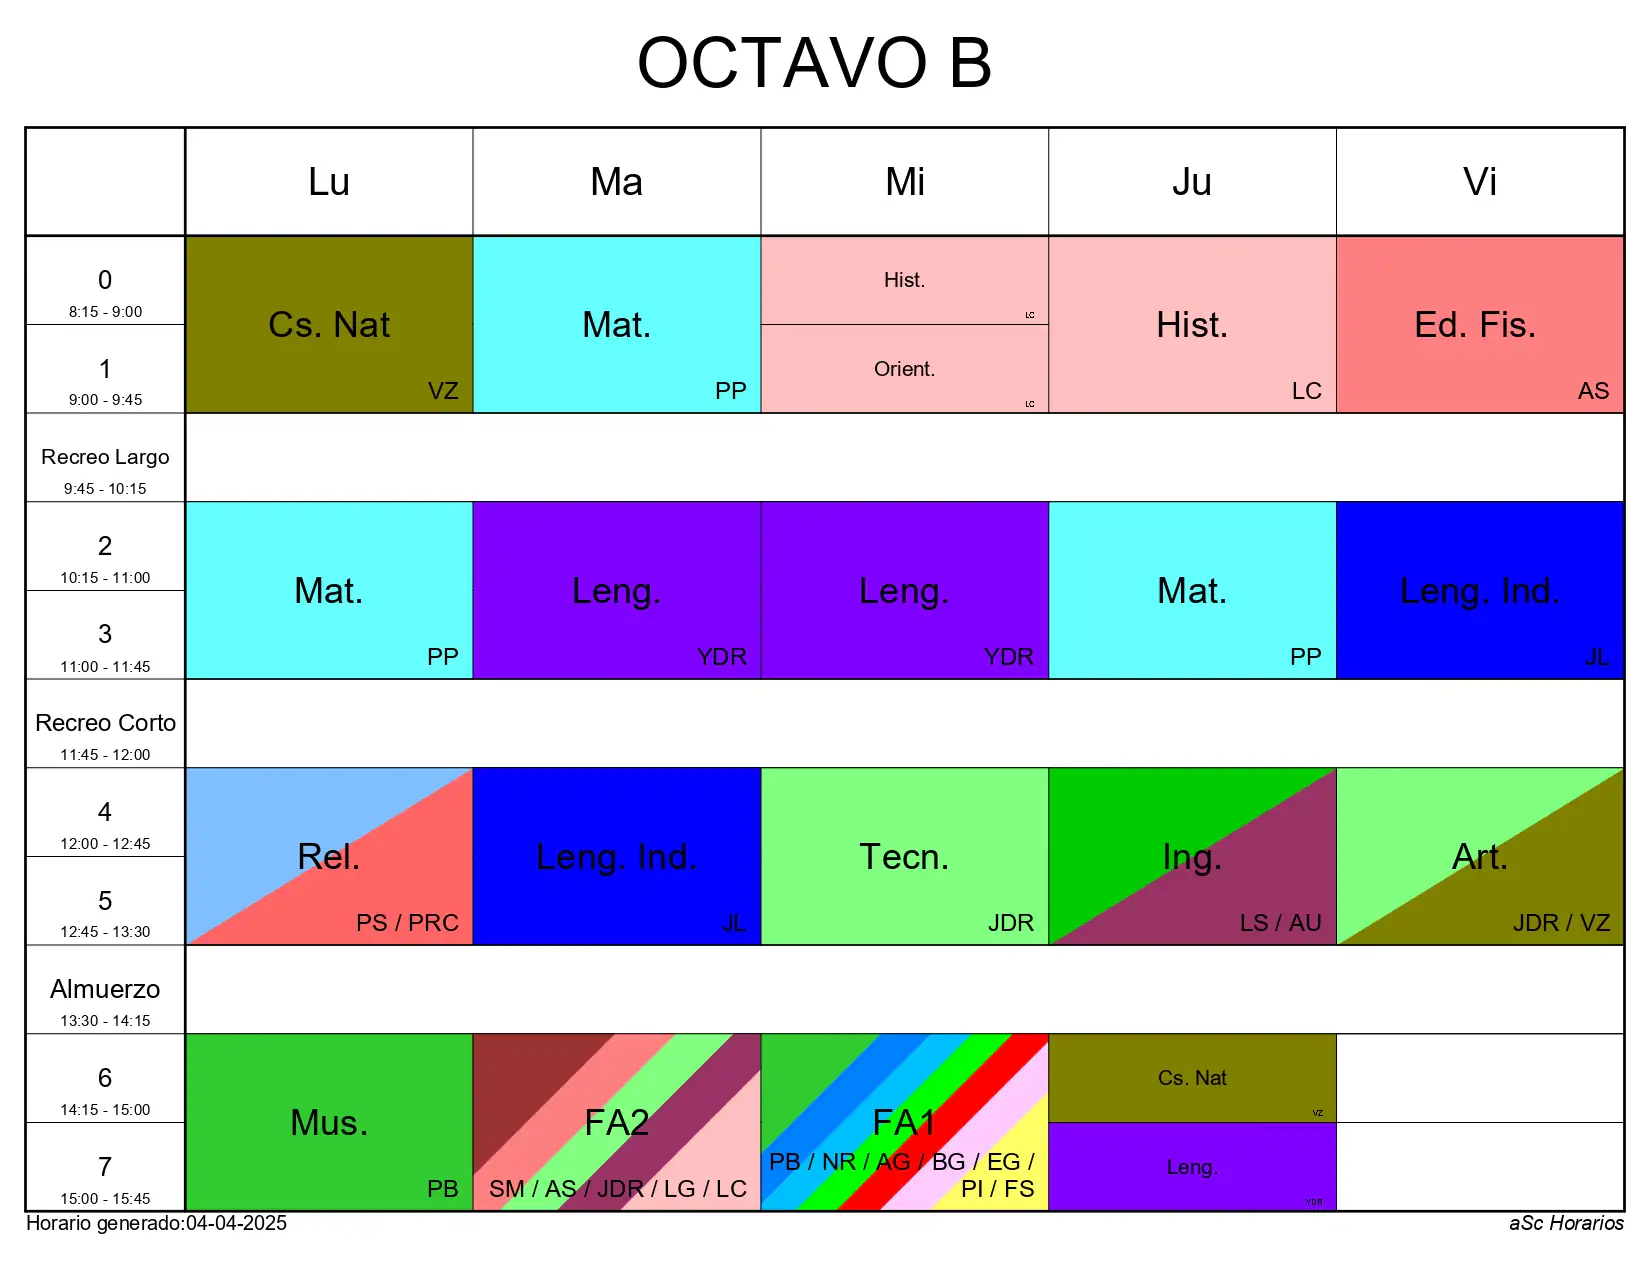 OCTAVO B
Lu Ma Mi Ju Vi
0
8:15 - 9:00
Cs. Nat
VZ
Mat.
PP
Hist.
LC
Hist.
LC
Ed. Fis.
AS
1
9:00 - 9:45
Orient.
LC
Recreo Largo
9:45 - 10:15
2
10:15 - 11:00
Mat.
PP
Leng.
YDR
Leng.
YDR
Mat.
PP
Leng. Ind.
JL
3
11:00 - 11:45
Recreo Corto
11:45 - 12:00
4
12:00 - 12:45
Rel.
PS / PRC
Leng. Ind.
JL
Tecn.
JDR
Ing.
LS / AU
Art.
JDR / VZ
5
12:45 - 13:30
Almuerzo
13:30 - 14:15
6
14:15 - 15:00
Mus.
PB
FA2
SM / AS / JDR / LG / LC
FA1
PB / NR / AG / BG / EG /
PI / FS
Cs. Nat
VZ
7
15:00 - 15:45
Leng.
YDR
Horario generado:04-04-2025
aSc Horarios